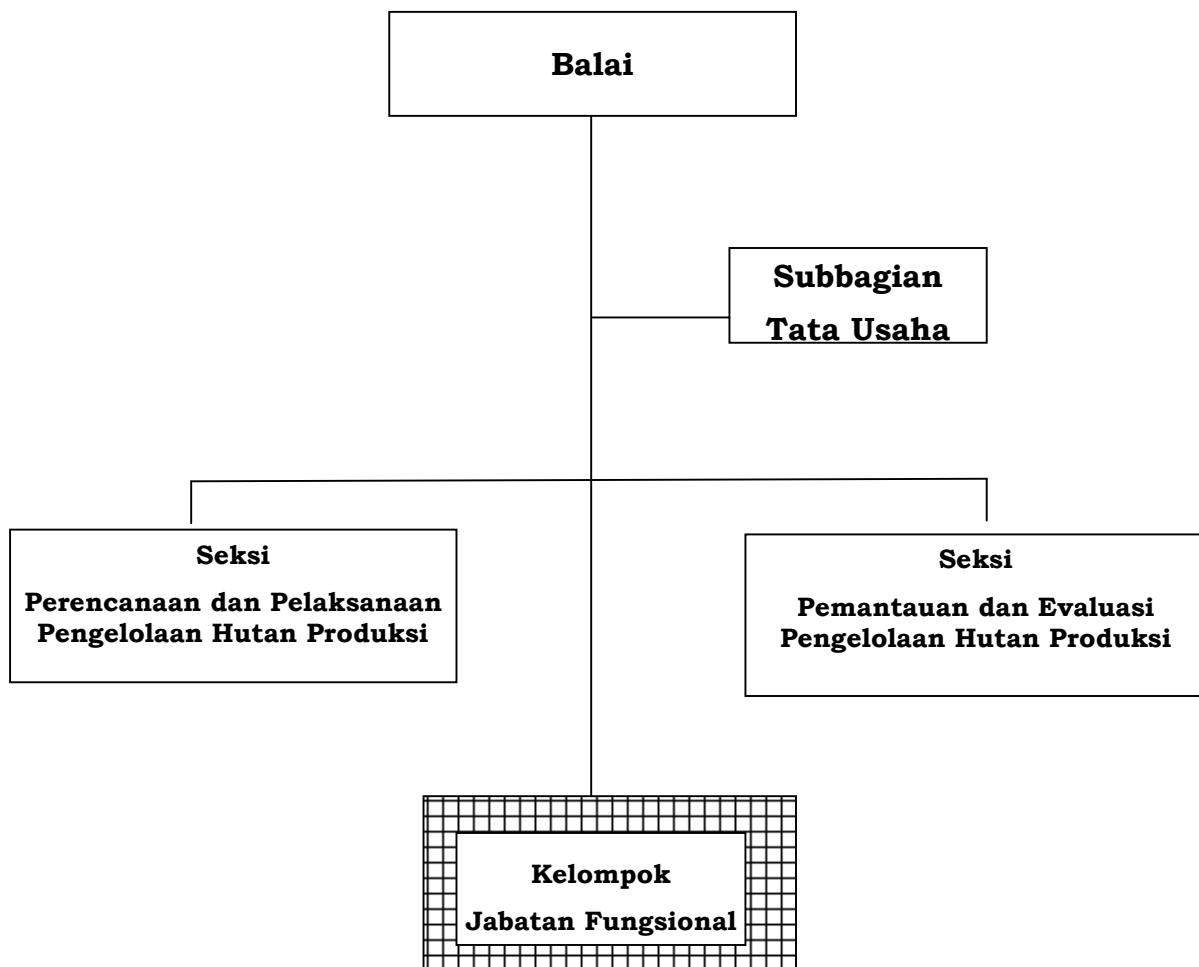 Balai
Subbagian
Tata Usaha
Seksi
Perencanaan dan Pelaksanaan
Pengelolaan Hutan Produksi
Seksi
Pemantauan dan Evaluasi
Pengelolaan Hutan Produksi
Kelompok
Jabatan Fungsional